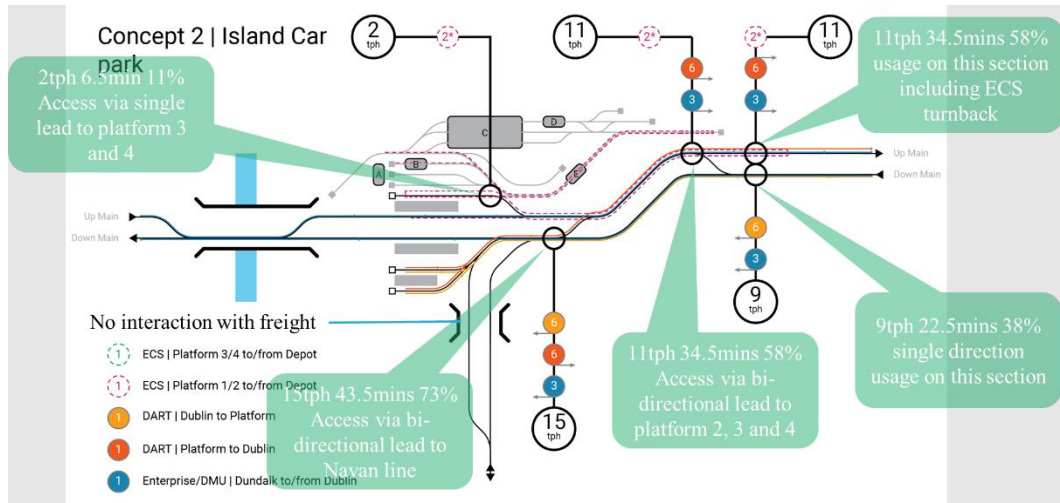 Concept 2 | Island Car
park
2
tph
2*
11
tph
2*
2*
11
tph
6
3
6
3
2tph 6.5min 11%
Access via single
lead to platform 3
and 4
11tph 34.5mins 58%
usage on this section
including ECS
turnback
A
B
C
D
E
Up Main
Down Main
Up Main
Down Main
6
3
9
tph
6
6
3
15
tph
No interaction with freight
1 ECS | Platform 3/4 to/from Depot
1 ECS | Platform 1/2 to/from Depot
1 DART | Dublin to Platform
1 DART | Platform to Dublin
1 Enterprise/DMU | Dundalk to/from Dublin
15tph 43.5mins 73%
Access via bi-
directional lead to
Navan line
11tph 34.5mins 58%
Access via bi-
directional lead to
platform 2, 3 and 4
9tph 22.5mins 38%
single direction
usage on this section